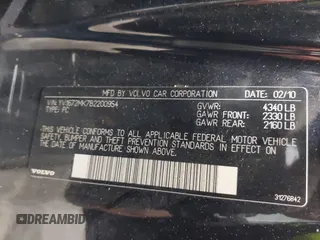 MFD BY VOLVO CAR CORPORATION 02/10
VIN: YV1672MK7B2200954
TYPE: PC
GVWR: 4340 LB
GAWR FRONT: 2330 LB
GAWR REAR: 2160 LB
THIS VEHICLE CONFORMS TO ALL APPLICABLE FEDERAL MOTOR VEHICLE
SAFETY, BUMPER AND THEFT PREVENTION STANDARDS IN
EFFECT ON THE DATE OF MANUFACTURE SHOWN ABOVE.
VOLVO
31276842
DREAMBID